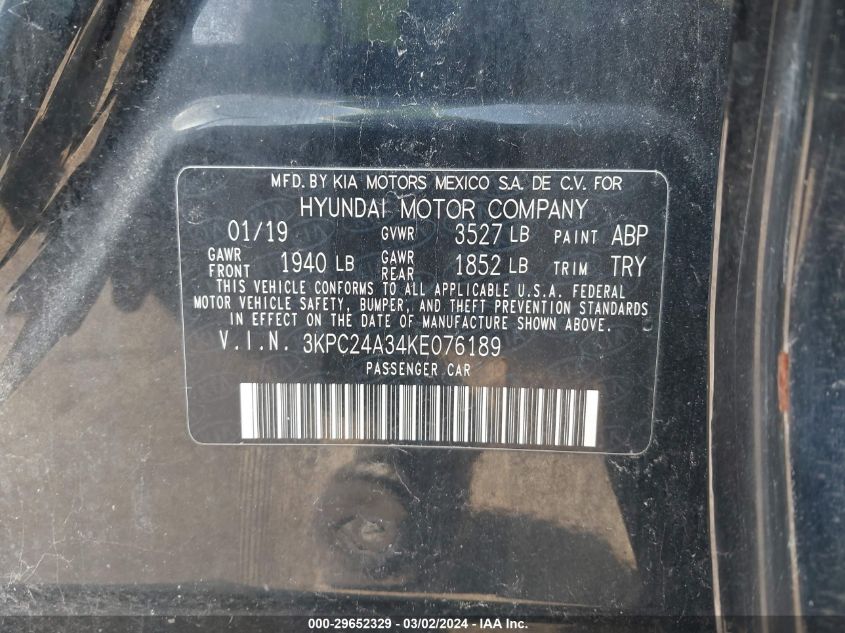 MFD. BY KIA MOTORS MEXICO S.A. DE C.V. FOR
HYUNDAI MOTOR COMPANY
01/19 GVWR 3527 LB PAINT ABP
GAWR FRONT 1940 LB GAWR REAR 1852 LB TRIM TRY
THIS VEHICLE CONFORMS TO ALL APPLICABLE U.S.A. FEDERAL
MOTOR VEHICLE SAFETY, BUMPER, AND THEFT PREVENTION STANDARDS
IN EFFECT ON THE DATE OF MANUFACTURE SHOWN ABOVE.
V.I.N. 3KPC24A34KE076189
PASSENGER CAR
000-29652329 - 03/02/2024 - IAA Inc.